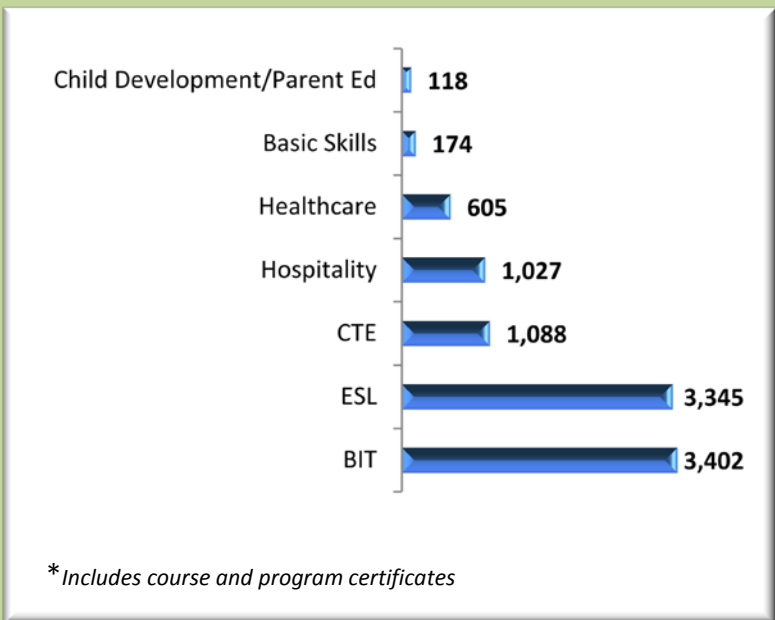 Child Development/Parent Ed 118
Basic Skills 174
Healthcare 605
Hospitality 1,027
CTE 1,088
ESL 3,345
BIT 3,402
*Includes course and program certificates